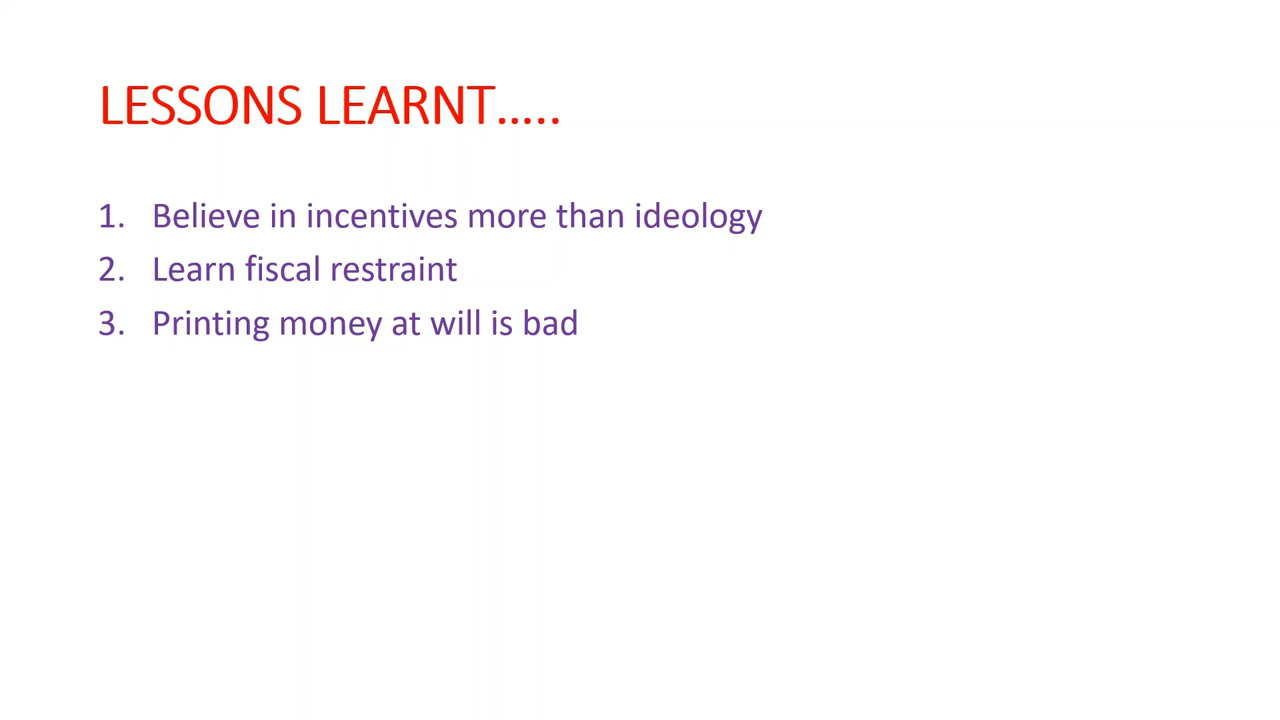 LESSONS LEARNT.....
1. Believe in incentives more than ideology
2. Learn fiscal restraint
3. Printing money at will is bad